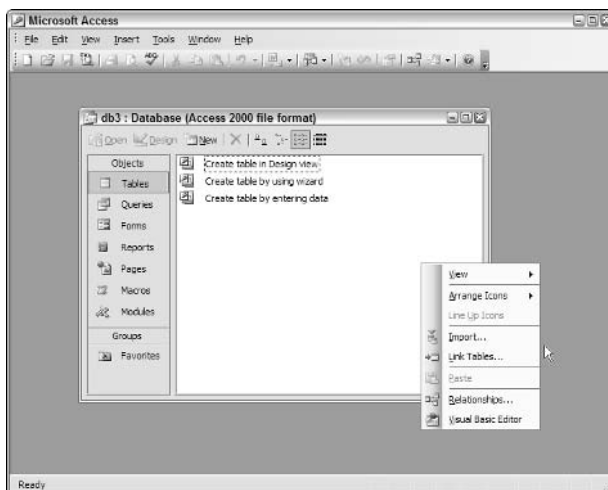 Microsoft Access
File Edit View Insert Tools Window Help
db3 : Database (Access 2000 file format)
Open Design New
Objects
Tables
Queries
Forms
Reports
Pages
Macros
Modules
Groups
Favorites
Create table in Design view
Create table by using wizard
Create table by entering data
View
Arrange Icons
Line Up Icons
Import...
Link Tables...
Paste
Relationships...
Visual Basic Editor
Ready